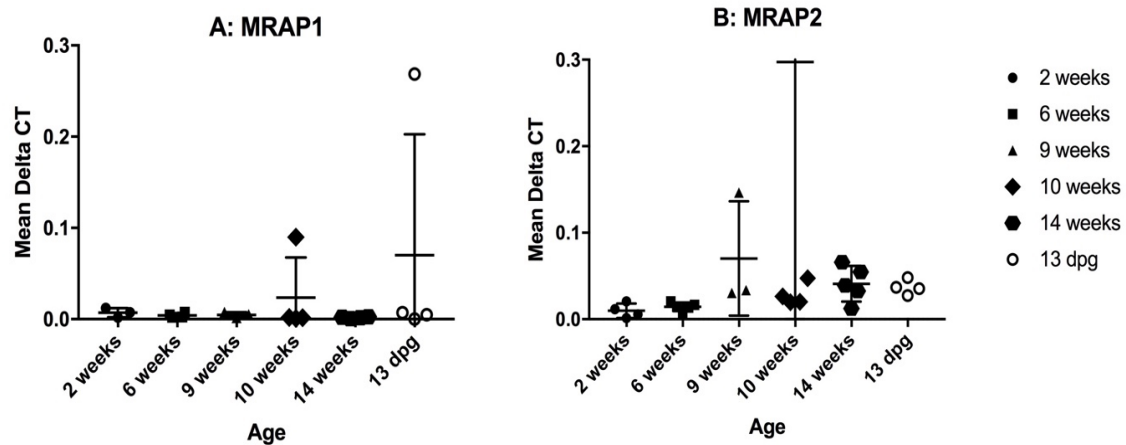 A: MRAP1
0.3
0.2
0.1
0.0
Mean Delta CT
2 weeks
6 weeks
9 weeks
10 weeks
14 weeks
13 dpg
Age
B: MRAP2
0.3
0.2
0.1
0.0
Mean Delta CT
2 weeks
6 weeks
9 weeks
10 weeks
14 weeks
13 dpg
Age
2 weeks
6 weeks
9 weeks
10 weeks
14 weeks
13 dpg